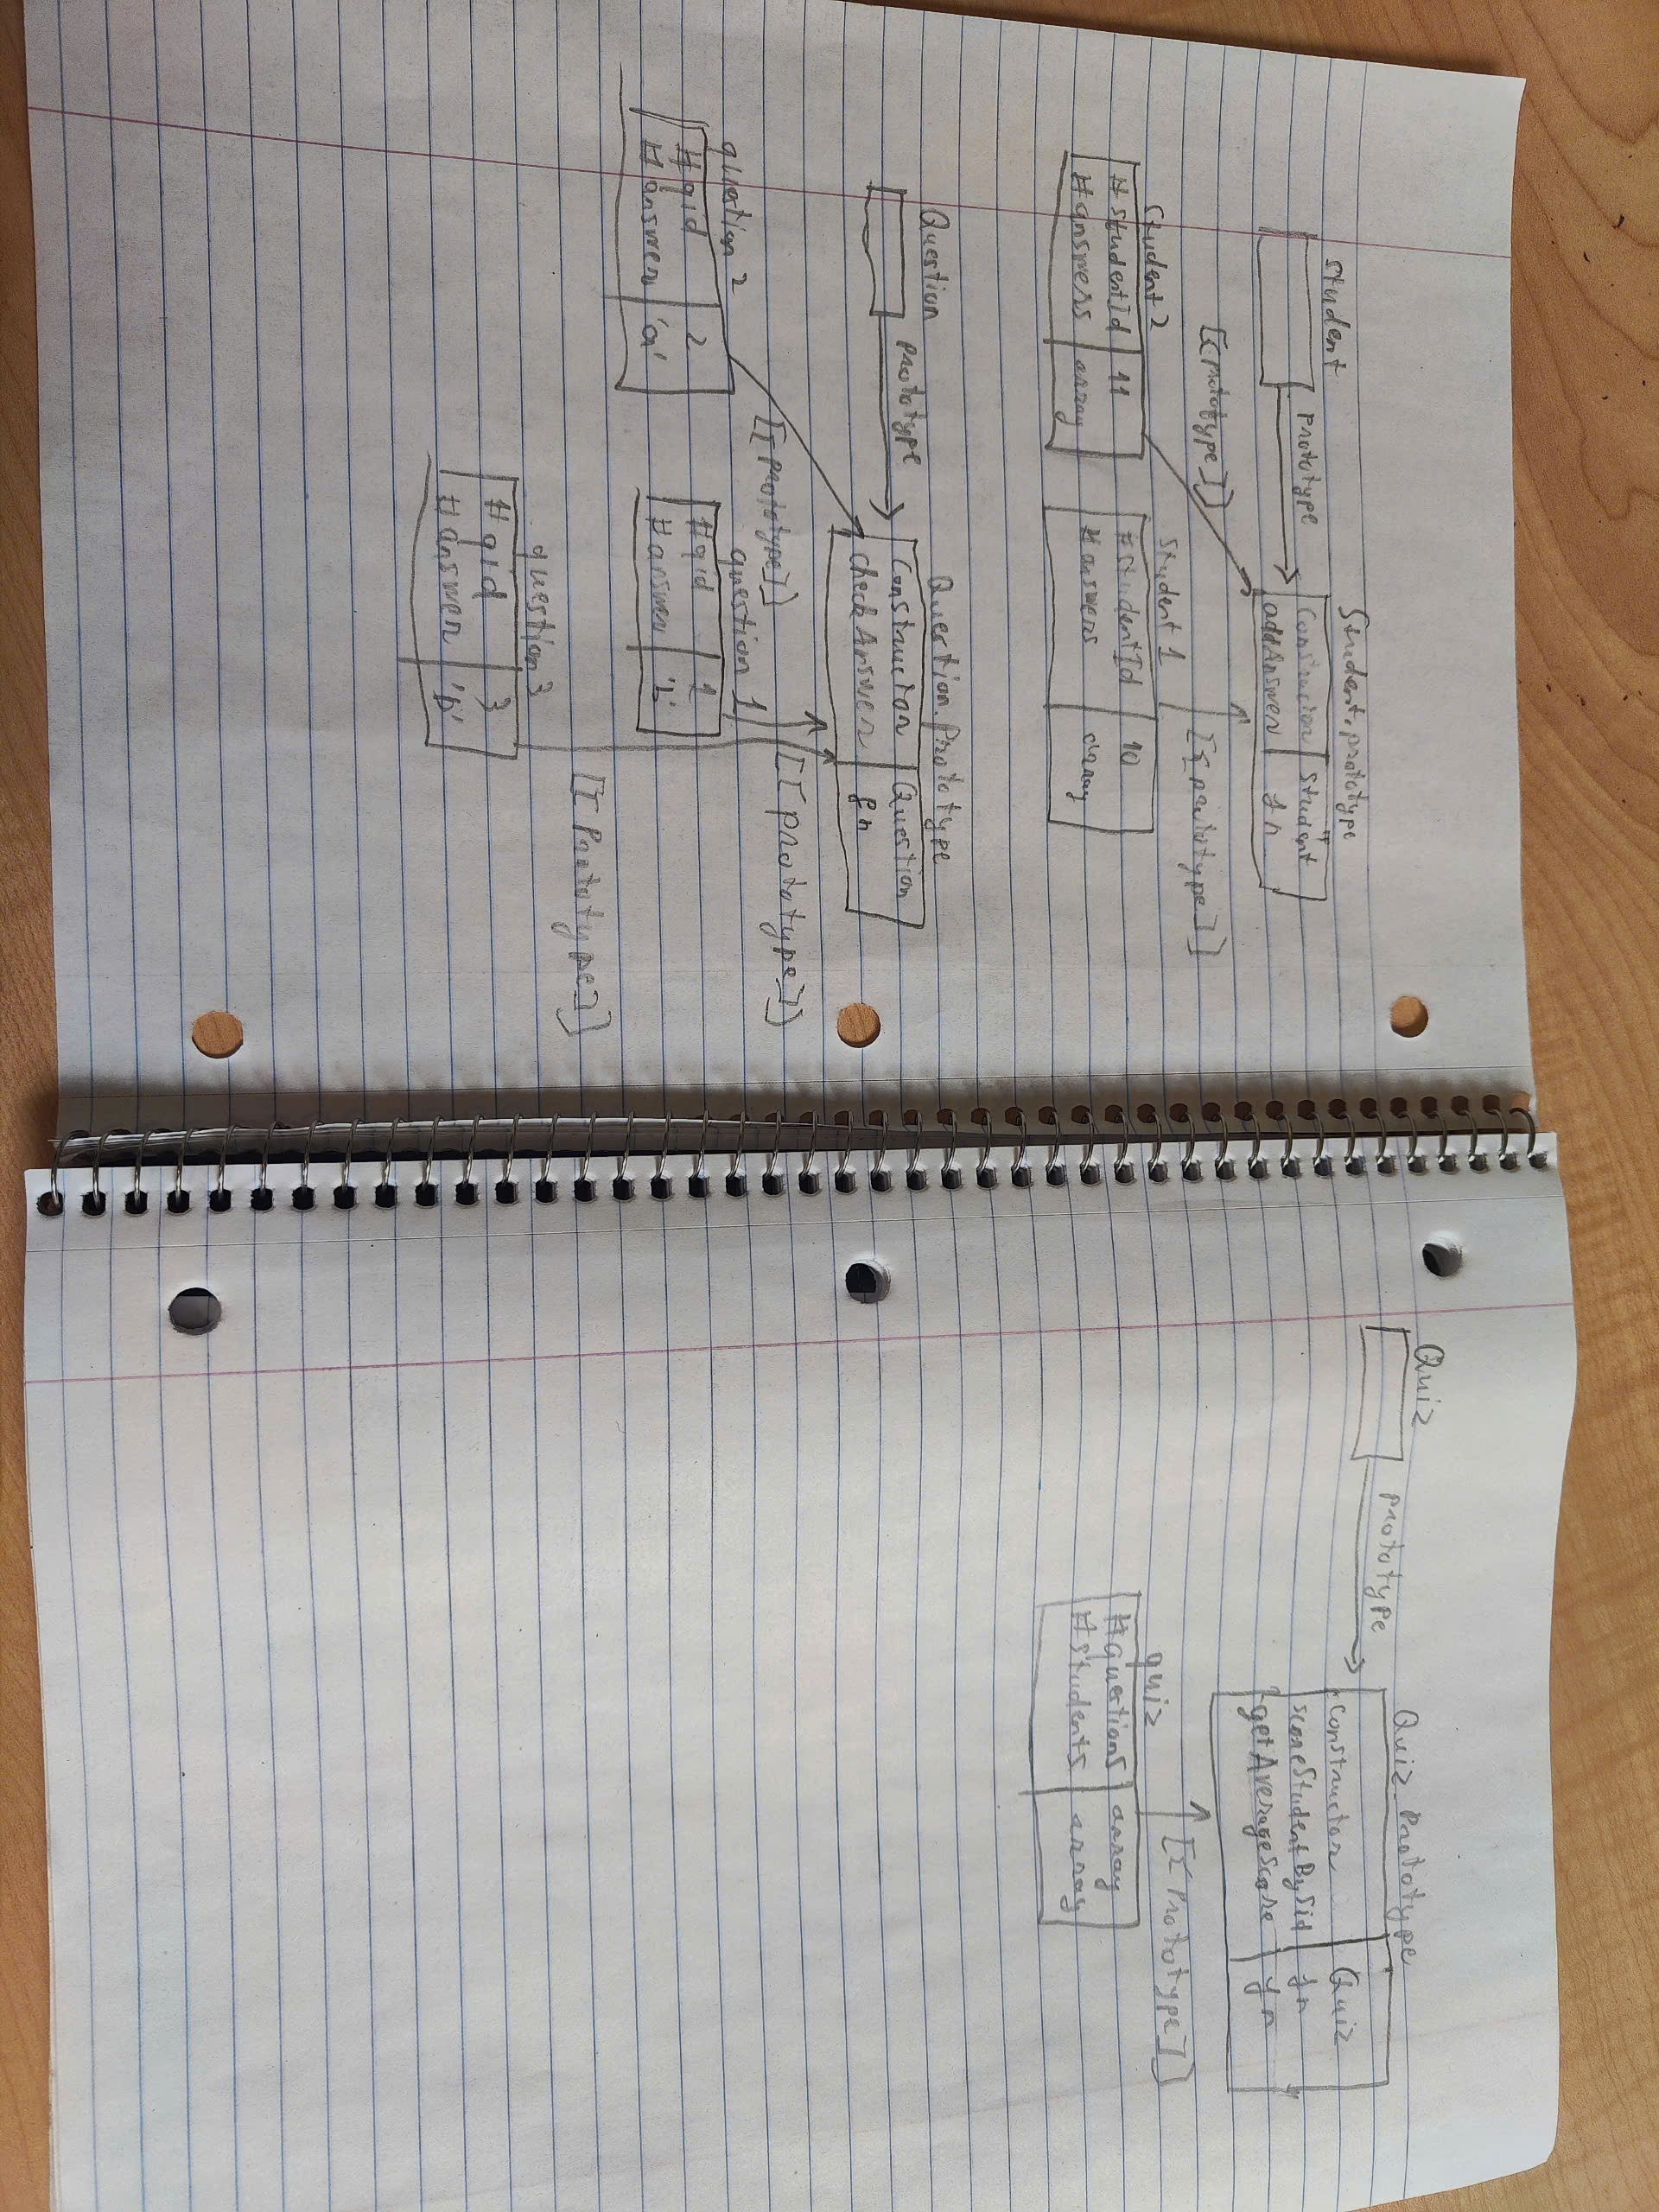 Student
Student.prototype
prototype
Constructor Student
addAnswer fn
[[prototype]]
[[prototype]]
Student 2
Student 1
#studentId 11
#answers array
#studentId 10
#answers array
Question
Question.Prototype
prototype
Constructor Question
checkAnswer fn
[[prototype]]
[[prototype]]
question 2
question 1
#qid 2
#answer 'a'
#qid 1
#answer
[[Prototype]]
question3
#qid 3
#answer 'b'
Quiz
Quiz.Prototype
prototype
Constructor Quiz
scoreStudentBySid fn
getAverageScore fn
[[Prototype]]
quiz
#questions array
#students array